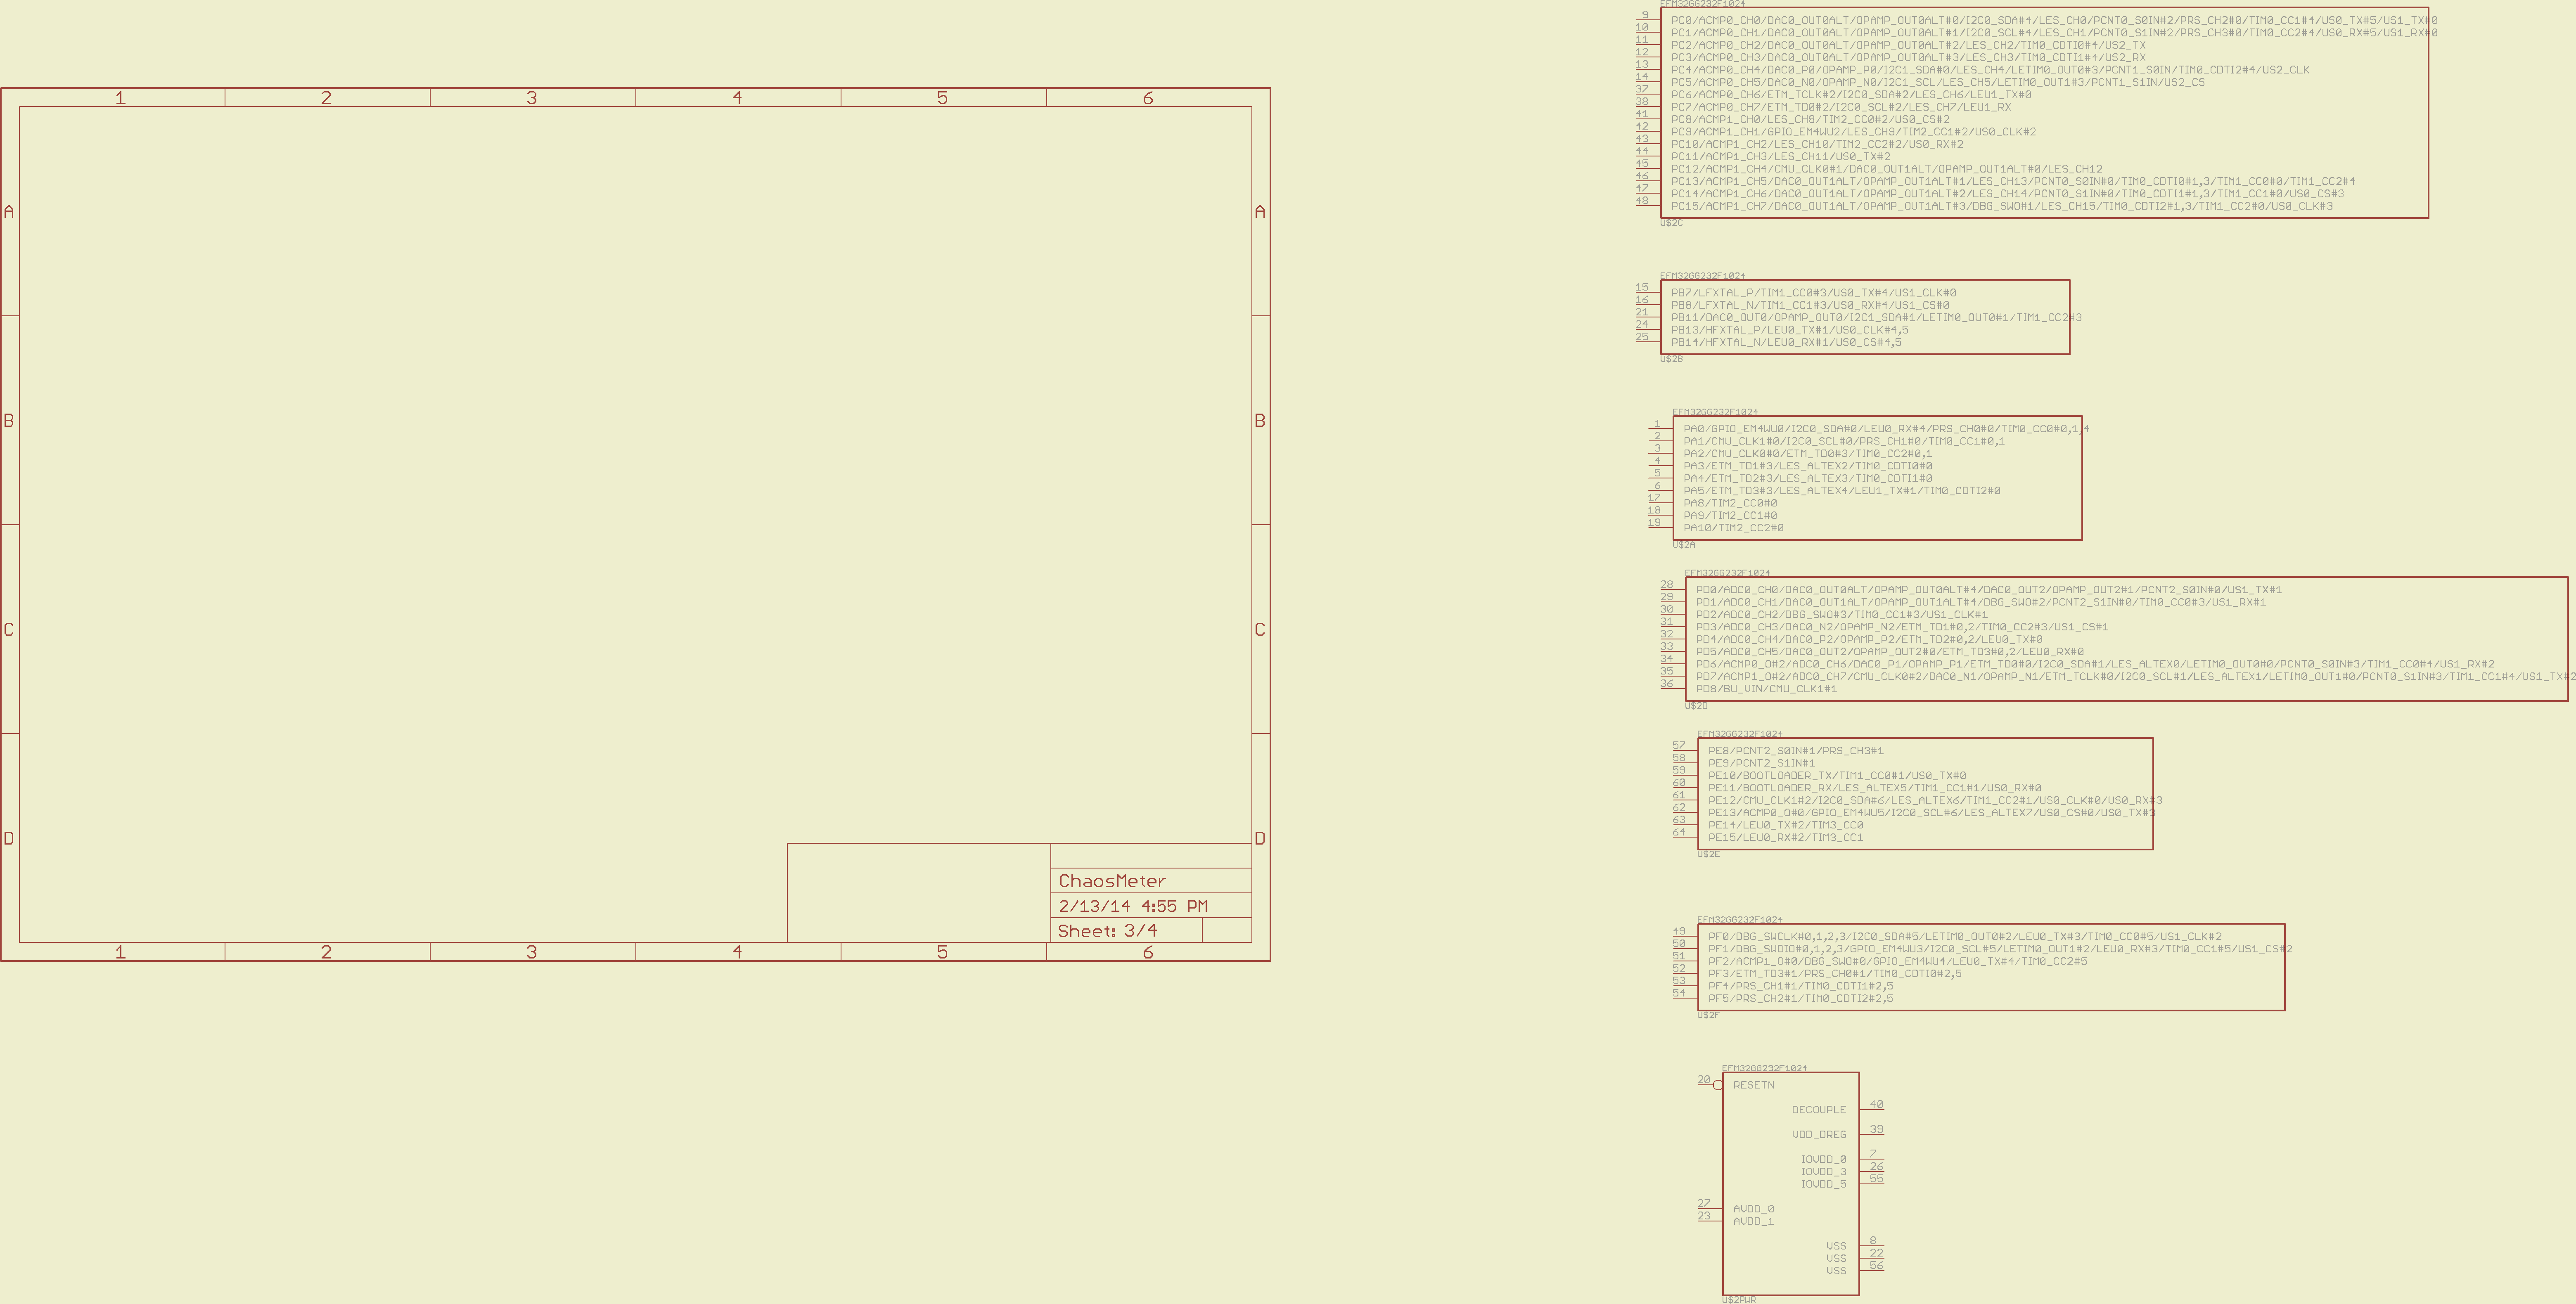 1 2 3 4 5 6
A A
B B
C C
D D
ChaosMeter
2/13/14 4:55 PM
Sheet: 3/4
1 2 3 4 5 6
EFM32GG232F1024
9 PC0/ACMP0_CH0/DAC0_OUT0ALT/OPAMP_OUT0ALT#0/I2C0_SDA#4/LES_CH0/PCNT0_S0IN#2/PRS_CH2#0/TIM0_CC1#4/US0_TX#5/US1_TX#0
10 PC1/ACMP0_CH1/DAC0_OUT0ALT/OPAMP_OUT0ALT#1/I2C0_SCL#4/LES_CH1/PCNT0_S1IN#2/PRS_CH3#0/TIM0_CC2#4/US0_RX#5/US1_RX#0
11 PC2/ACMP0_CH2/DAC0_OUT0ALT/OPAMP_OUT0ALT#2/LES_CH2/TIM0_CDTI0#4/US2_TX
12 PC3/ACMP0_CH3/DAC0_OUT0ALT/OPAMP_OUT0ALT#3/LES_CH3/TIM0_CDTI1#4/US2_RX
13 PC4/ACMP0_CH4/DAC0_P0/OPAMP_P0/I2C1_SDA#0/LES_CH4/LETIM0_OUT0#3/PCNT1_S0IN/TIM0_CDTI2#4/US2_CLK
14 PC5/ACMP0_CH5/DAC0_N0/OPAMP_N0/I2C1_SCL/LES_CH5/LETIM0_OUT1#3/PCNT1_S1IN/US2_CS
37 PC6/ACMP0_CH6/ETM_TCLK#2/I2C0_SDA#2/LES_CH6/LEU1_TX#0
38 PC7/ACMP0_CH7/ETM_TD0#2/I2C0_SCL#2/LES_CH7/LEU1_RX
41 PC8/ACMP1_CH0/LES_CH8/TIM2_CC0#2/US0_CS#2
42 PC9/ACMP1_CH1/GPIO_EM4WU2/LES_CH9/TIM2_CC1#2/US0_CLK#2
43 PC10/ACMP1_CH2/LES_CH10/TIM2_CC2#2/US0_RX#2
44 PC11/ACMP1_CH3/LES_CH11/US0_TX#2
45 PC12/ACMP1_CH4/CMU_CLK0#1/DAC0_OUT1ALT/OPAMP_OUT1ALT#0/LES_CH12
46 PC13/ACMP1_CH5/DAC0_OUT1ALT/OPAMP_OUT1ALT#1/LES_CH13/PCNT0_S0IN#0/TIM0_CDTI0#1,3/TIM1_CC0#0/TIM1_CC2#4
47 PC14/ACMP1_CH6/DAC0_OUT1ALT/OPAMP_OUT1ALT#2/LES_CH14/PCNT0_S1IN#0/TIM0_CDTI1#1,3/TIM1_CC1#0/US0_CS#3
48 PC15/ACMP1_CH7/DAC0_OUT1ALT/OPAMP_OUT1ALT#3/DBG_SWO#1/LES_CH15/TIM0_CDTI2#1,3/TIM1_CC2#0/US0_CLK#3
U$2C
EFM32GG232F1024
15 PB7/LFXTAL_P/TIM1_CC0#3/US0_TX#4/US1_CLK#0
16 PB8/LFXTAL_N/TIM1_CC1#3/US0_RX#4/US1_CS#0
21 PB11/DAC0_OUT0/OPAMP_OUT0/I2C1_SDA#1/LETIM0_OUT0#1/TIM1_CC2#3
24 PB13/HFXTAL_P/LEU0_TX#1/US0_CLK#4,5
25 PB14/HFXTAL_N/LEU0_RX#1/US0_CS#4,5
U$2B
EFM32GG232F1024
1 PA0/GPIO_EM4WU0/I2C0_SDA#0/LEU0_RX#4/PRS_CH0#0/TIM0_CC0#0,1,4
2 PA1/CMU_CLK1#0/I2C0_SCL#0/PRS_CH1#0/TIM0_CC1#0,1
3 PA2/CMU_CLK0#0/ETM_TD0#3/TIM0_CC2#0,1
4 PA3/ETM_TD1#3/LES_ALTEX2/TIM0_CDTI0#0
5 PA4/ETM_TD2#3/LES_ALTEX3/TIM0_CDTI1#0
6 PA5/ETM_TD3#3/LES_ALTEX4/LEU1_TX#1/TIM0_CDTI2#0
17 PA8/TIM2_CC0#0
18 PA9/TIM2_CC1#0
19 PA10/TIM2_CC2#0
U$2A
EFM32GG232F1024
28 PD0/ADC0_CH0/DAC0_OUT0ALT/OPAMP_OUT0ALT#4/DAC0_OUT2/OPAMP_OUT2#1/PCNT2_S0IN#0/US1_TX#1
29 PD1/ADC0_CH1/DAC0_OUT1ALT/OPAMP_OUT1ALT#4/DBG_SWO#2/PCNT2_S1IN#0/TIM0_CC0#3/US1_RX#1
30 PD2/ADC0_CH2/DBG_SWO#3/TIM0_CC1#3/US1_CLK#1
31 PD3/ADC0_CH3/DAC0_N2/OPAMP_N2/ETM_TD1#0,2/TIM0_CC2#3/US1_CS#1
32 PD4/ADC0_CH4/DAC0_P2/OPAMP_P2/ETM_TD2#0,2/LEU0_TX#0
33 PD5/ADC0_CH5/DAC0_OUT2/OPAMP_OUT2#0/ETM_TD3#0,2/LEU0_RX#0
34 PD6/ACMP0_O#2/ADC0_CH6/DAC0_P1/OPAMP_P1/ETM_TD0#0/I2C0_SDA#1/LES_ALTEX0/LETIM0_OUT0#0/PCNT0_S0IN#3/TIM1_CC0#4/US1_RX#2
35 PD7/ACMP1_O#2/ADC0_CH7/CMU_CLK0#2/DAC0_N1/OPAMP_N1/ETM_TCLK#0/I2C0_SCL#1/LES_ALTEX1/LETIM0_OUT1#0/PCNT0_S1IN#3/TIM1_CC1#4/US1_TX#2
36 PD8/BU_VIN/CMU_CLK1#1
U$2D
EFM32GG232F1024
57 PE8/PCNT2_S0IN#1/PRS_CH3#1
58 PE9/PCNT2_S1IN#1
59 PE10/BOOTLOADER_TX/TIM1_CC0#1/US0_TX#0
60 PE11/BOOTLOADER_RX/LES_ALTEX5/TIM1_CC1#1/US0_RX#0
61 PE12/CMU_CLK1#2/I2C0_SDA#6/LES_ALTEX6/TIM1_CC2#1/US0_CLK#0/US0_RX#3
62 PE13/ACMP0_O#0/GPIO_EM4WU5/I2C0_SCL#6/LES_ALTEX7/US0_CS#0/US0_TX#3
63 PE14/LEU0_TX#2/TIM3_CC0
64 PE15/LEU0_RX#2/TIM3_CC1
U$2E
EFM32GG232F1024
49 PF0/DBG_SWCLK#0,1,2,3/I2C0_SDA#5/LETIM0_OUT0#2/LEU0_TX#3/TIM0_CC0#5/US1_CLK#2
50 PF1/DBG_SWDIO#0,1,2,3/GPIO_EM4WU3/I2C0_SCL#5/LETIM0_OUT1#2/LEU0_RX#3/TIM0_CC1#5/US1_CS#2
51 PF2/ACMP1_O#0/DBG_SWO#0/GPIO_EM4WU4/LEU0_TX#4/TIM0_CC2#5
52 PF3/ETM_TD3#1/PRS_CH0#1/TIM0_CDTI0#2,5
53 PF4/PRS_CH1#1/TIM0_CDTI1#2,5
54 PF5/PRS_CH2#1/TIM0_CDTI2#2,5
U$2F
EFM32GG232F1024
20 RESETN
DECOUPLE 40
VDD_DREG 39
IOVDD_0 7
IOVDD_3 26
IOVDD_5 55
27 AVDD_0
23 AVDD_1
VSS 8
VSS 22
VSS 56
U$2PWR